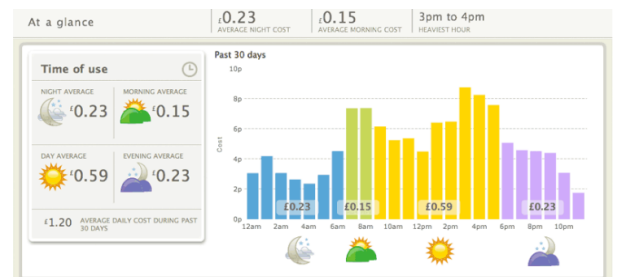 At a glance
£0.23
AVERAGE NIGHT COST
£0.15
AVERAGE MORNING COST
3pm to 4pm
HEAVIEST HOUR
Time of use
NIGHT AVERAGE
£0.23
MORNING AVERAGE
£0.15
DAY AVERAGE
£0.59
EVENING AVERAGE
£0.23
£1.20
AVERAGE DAILY COST DURING PAST
30 DAYS
Past 30 days
10p
8p
6p
4p
2p
0p
Cost
£0.23
£0.15
£0.59
£0.23
12am 2am 4am 6am 8am 10am 12pm 2pm 4pm 6pm 8pm 10pm